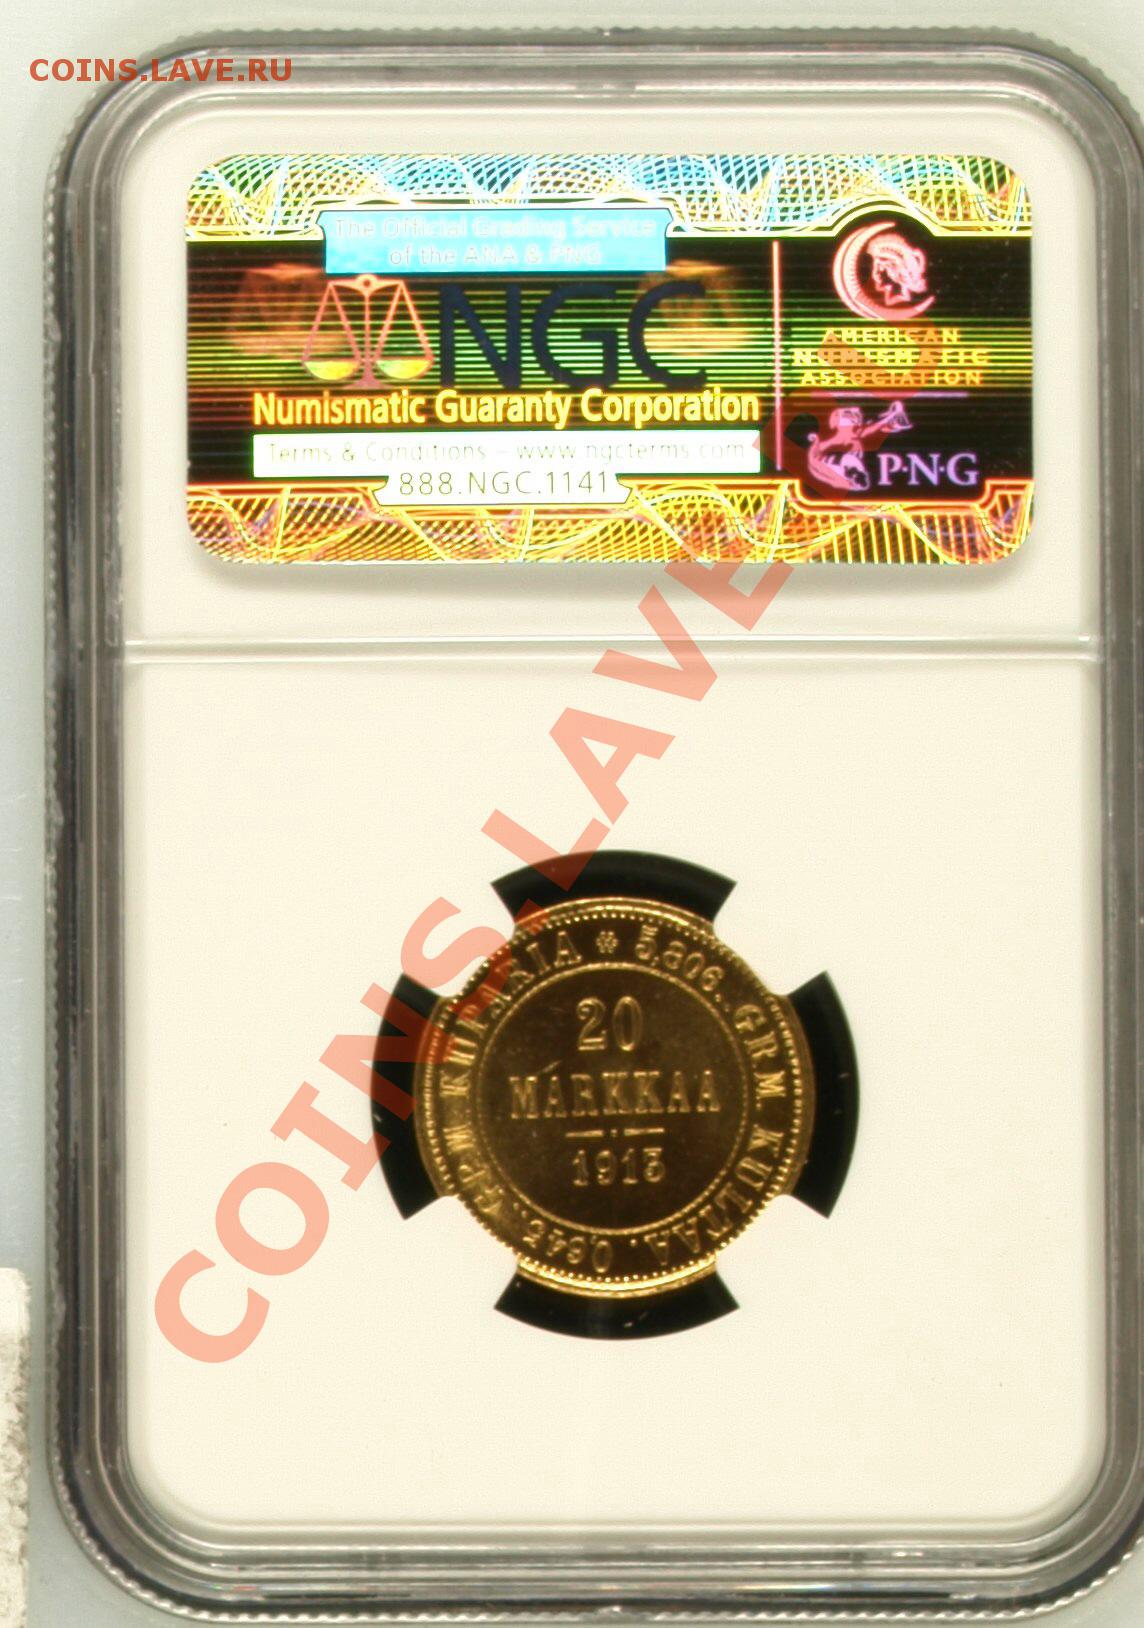 COINS.LAVE.RU
The Official Grading Service
of the ANA & PNG
NGC
Numismatic Guaranty Corporation
Terms & Conditions – www.ngcterms.com
888.NGC.1141
AMERICAN
NUMISMATIC
ASSOCIATION
P·N·G
COINS.LAVE.RU
KIPARIA * 5.806. GRM. KULTAA. 0,645. GRM
20
MARKKAA
1913